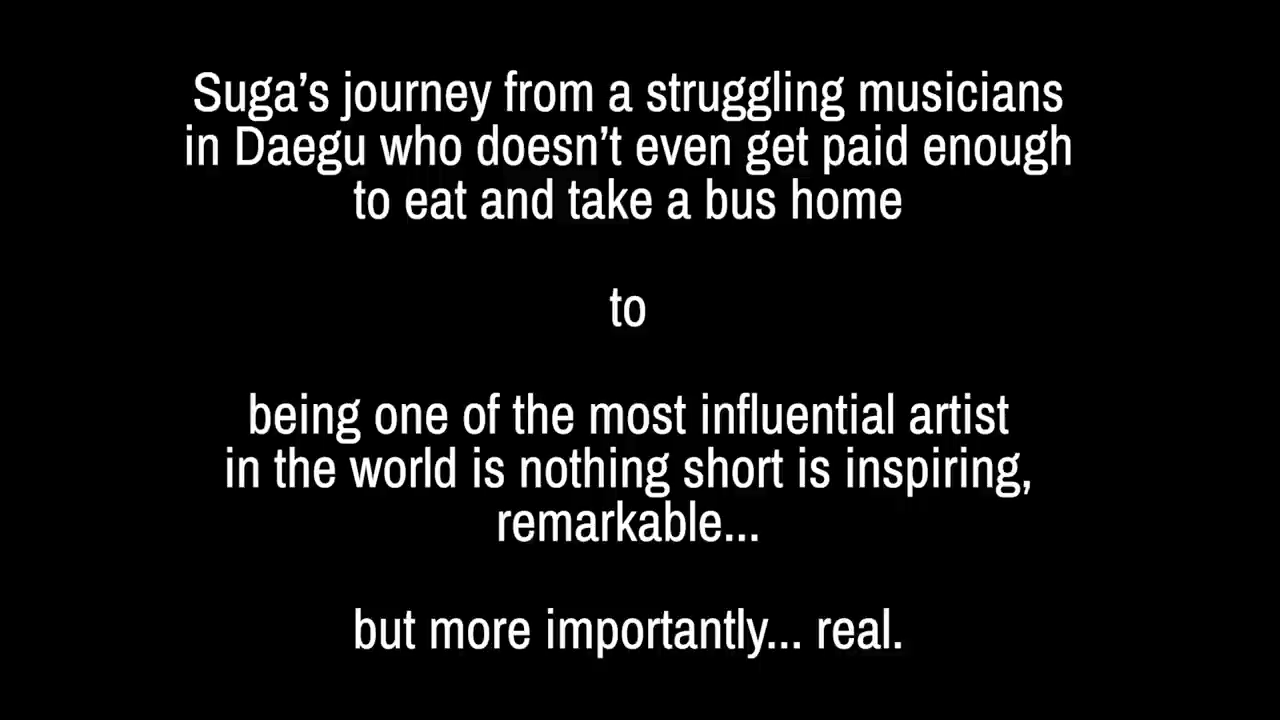 Suga’s journey from a struggling musicians
in Daegu who doesn’t even get paid enough
to eat and take a bus home
to
being one of the most influential artist
in the world is nothing short is inspiring,
remarkable...
but more importantly... real.